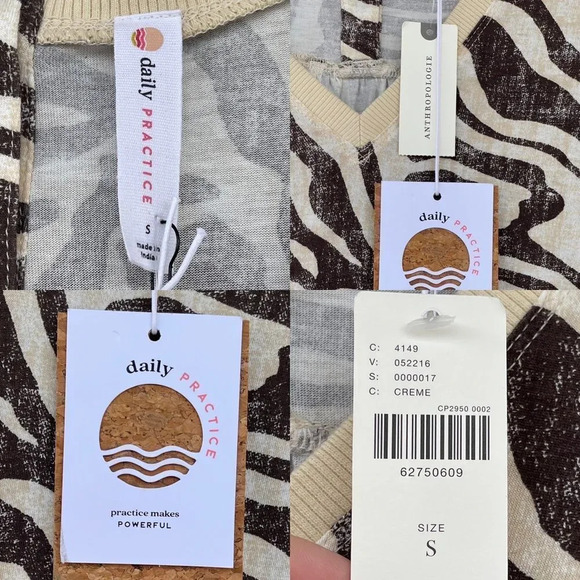 daily PRACTICE
S
made in
India
ANTHROPOLOGIE
daily PRACTICE
daily PRACTICE
practice makes
POWERFUL
C: 4149
V: 052216
S: 0000017
C: CREME
CP2950 0002
62750609
SIZE
S